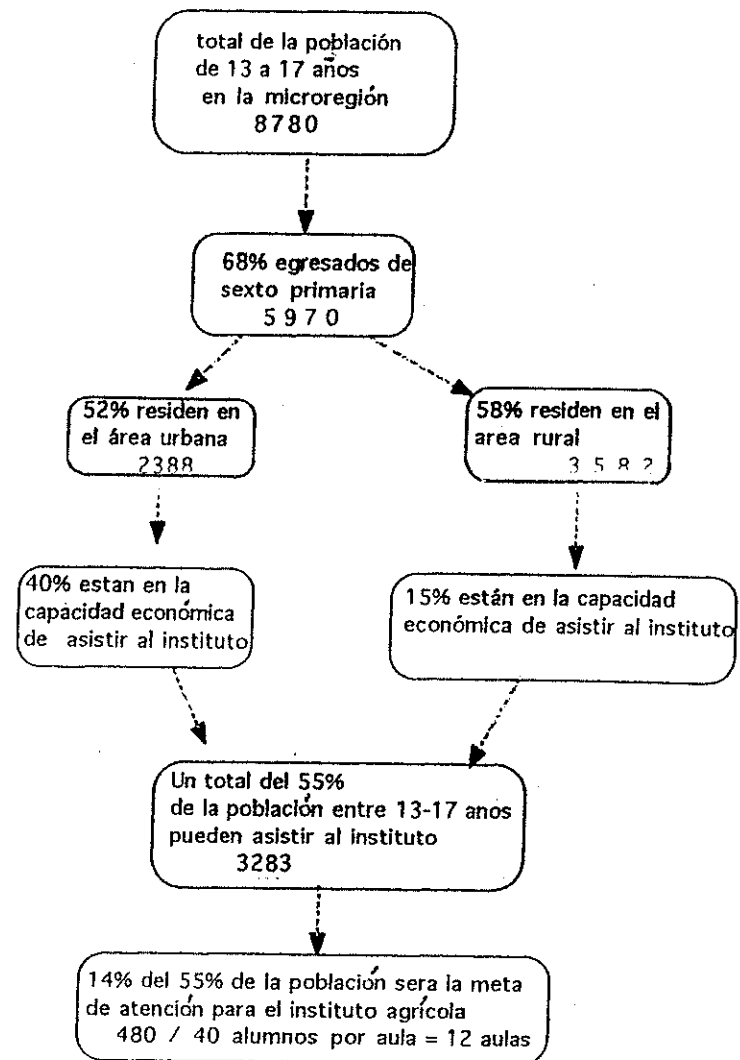 total de la población
de 13 a 17 años
en la microregión
8780
68% egresados de
sexto primaria
5970
52% residen en
el área urbana
2388
58% residen en el
area rural
3582
40% estan en la
capacidad económica
de asistir al instituto
15% están en la capacidad
económica de asistir al instituto
Un total del 55%
de la población entre 13-17 anos
pueden asistir al instituto
3283
14% del 55% de la población sera la meta
de atención para el instituto agrícola
480 / 40 alumnos por aula = 12 aulas